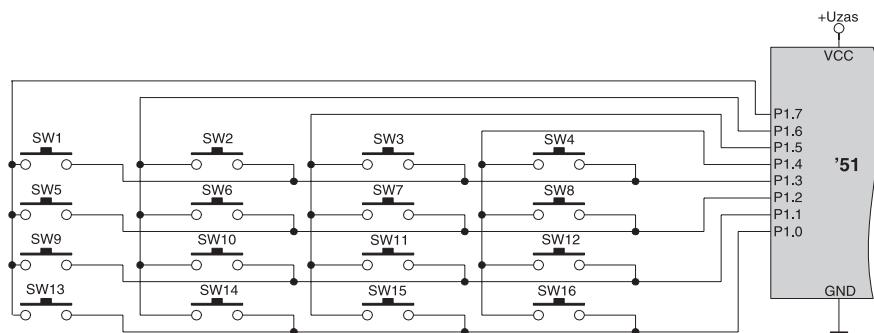 +Uzas
VCC
P1.7
P1.6
P1.5
SW1 SW2 SW3 SW4
P1.4
'51
P1.3
SW5 SW6 SW7 SW8
P1.2
P1.1
P1.0
SW9 SW10 SW11 SW12
SW13 SW14 SW15 SW16
GND